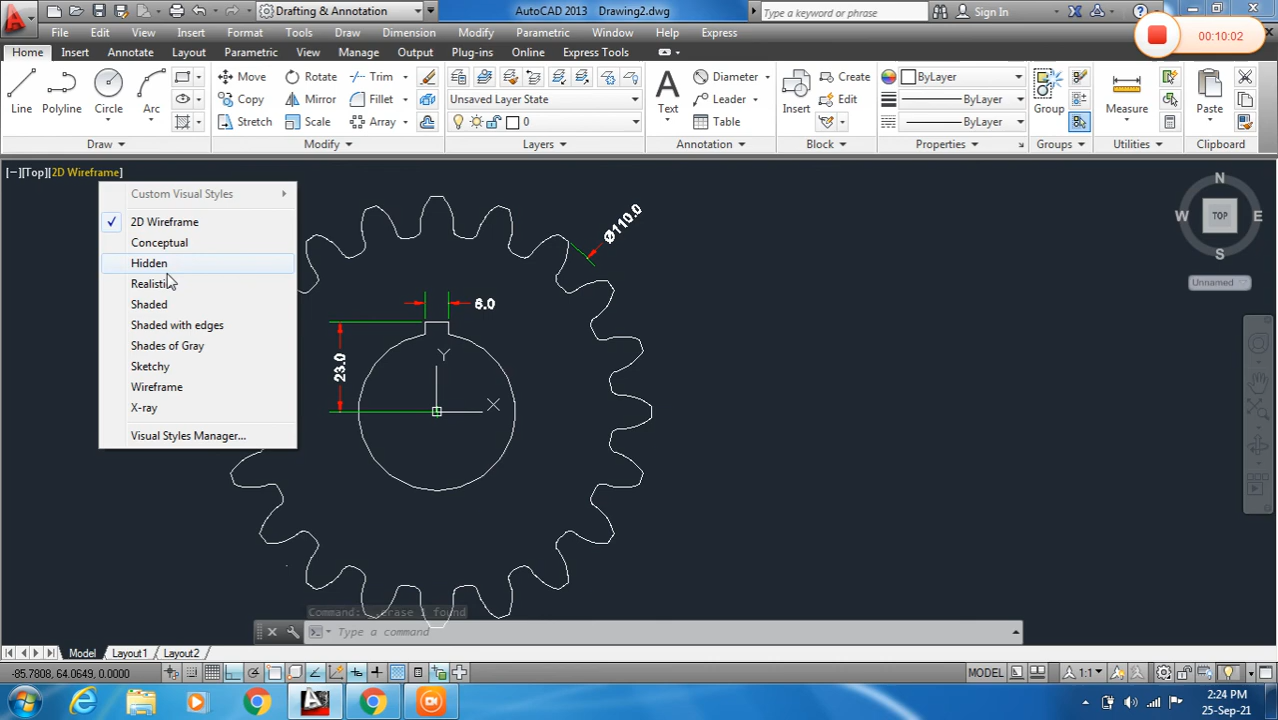 Drafting & Annotation
AutoCAD 2013 Drawing2.dwg
Type a keyword or phrase
Sign In
00:10:02
File Edit View Insert Format Tools Draw Dimension Modify Parametric Window Help Express
Home Insert Annotate Layout Parametric View Manage Output Plug-ins Online Express Tools
Line Polyline Circle Arc
Move Rotate Trim
Copy Mirror Fillet
Stretch Scale Array
Unsaved Layer State
0
Text
Diameter
Leader
Table
Insert
Create
Edit
ByLayer
ByLayer
ByLayer
Group
Measure
Paste
Draw Modify Layers Annotation Block Properties Groups Utilities Clipboard
[−][Top][2D Wireframe]
Custom Visual Styles
2D Wireframe
Conceptual
Hidden
Realistic
Shaded
Shaded with edges
Shades of Gray
Sketchy
Wireframe
X-ray
Visual Styles Manager...
Ø110.0
6.0
23.0
Y
X
N
W TOP E
S
Unnamed
Command: _.erase 1 found
Type a command
Model Layout1 Layout2
-85.7808, 64.0649, 0.0000
MODEL
1:1
2:24 PM
25-Sep-21